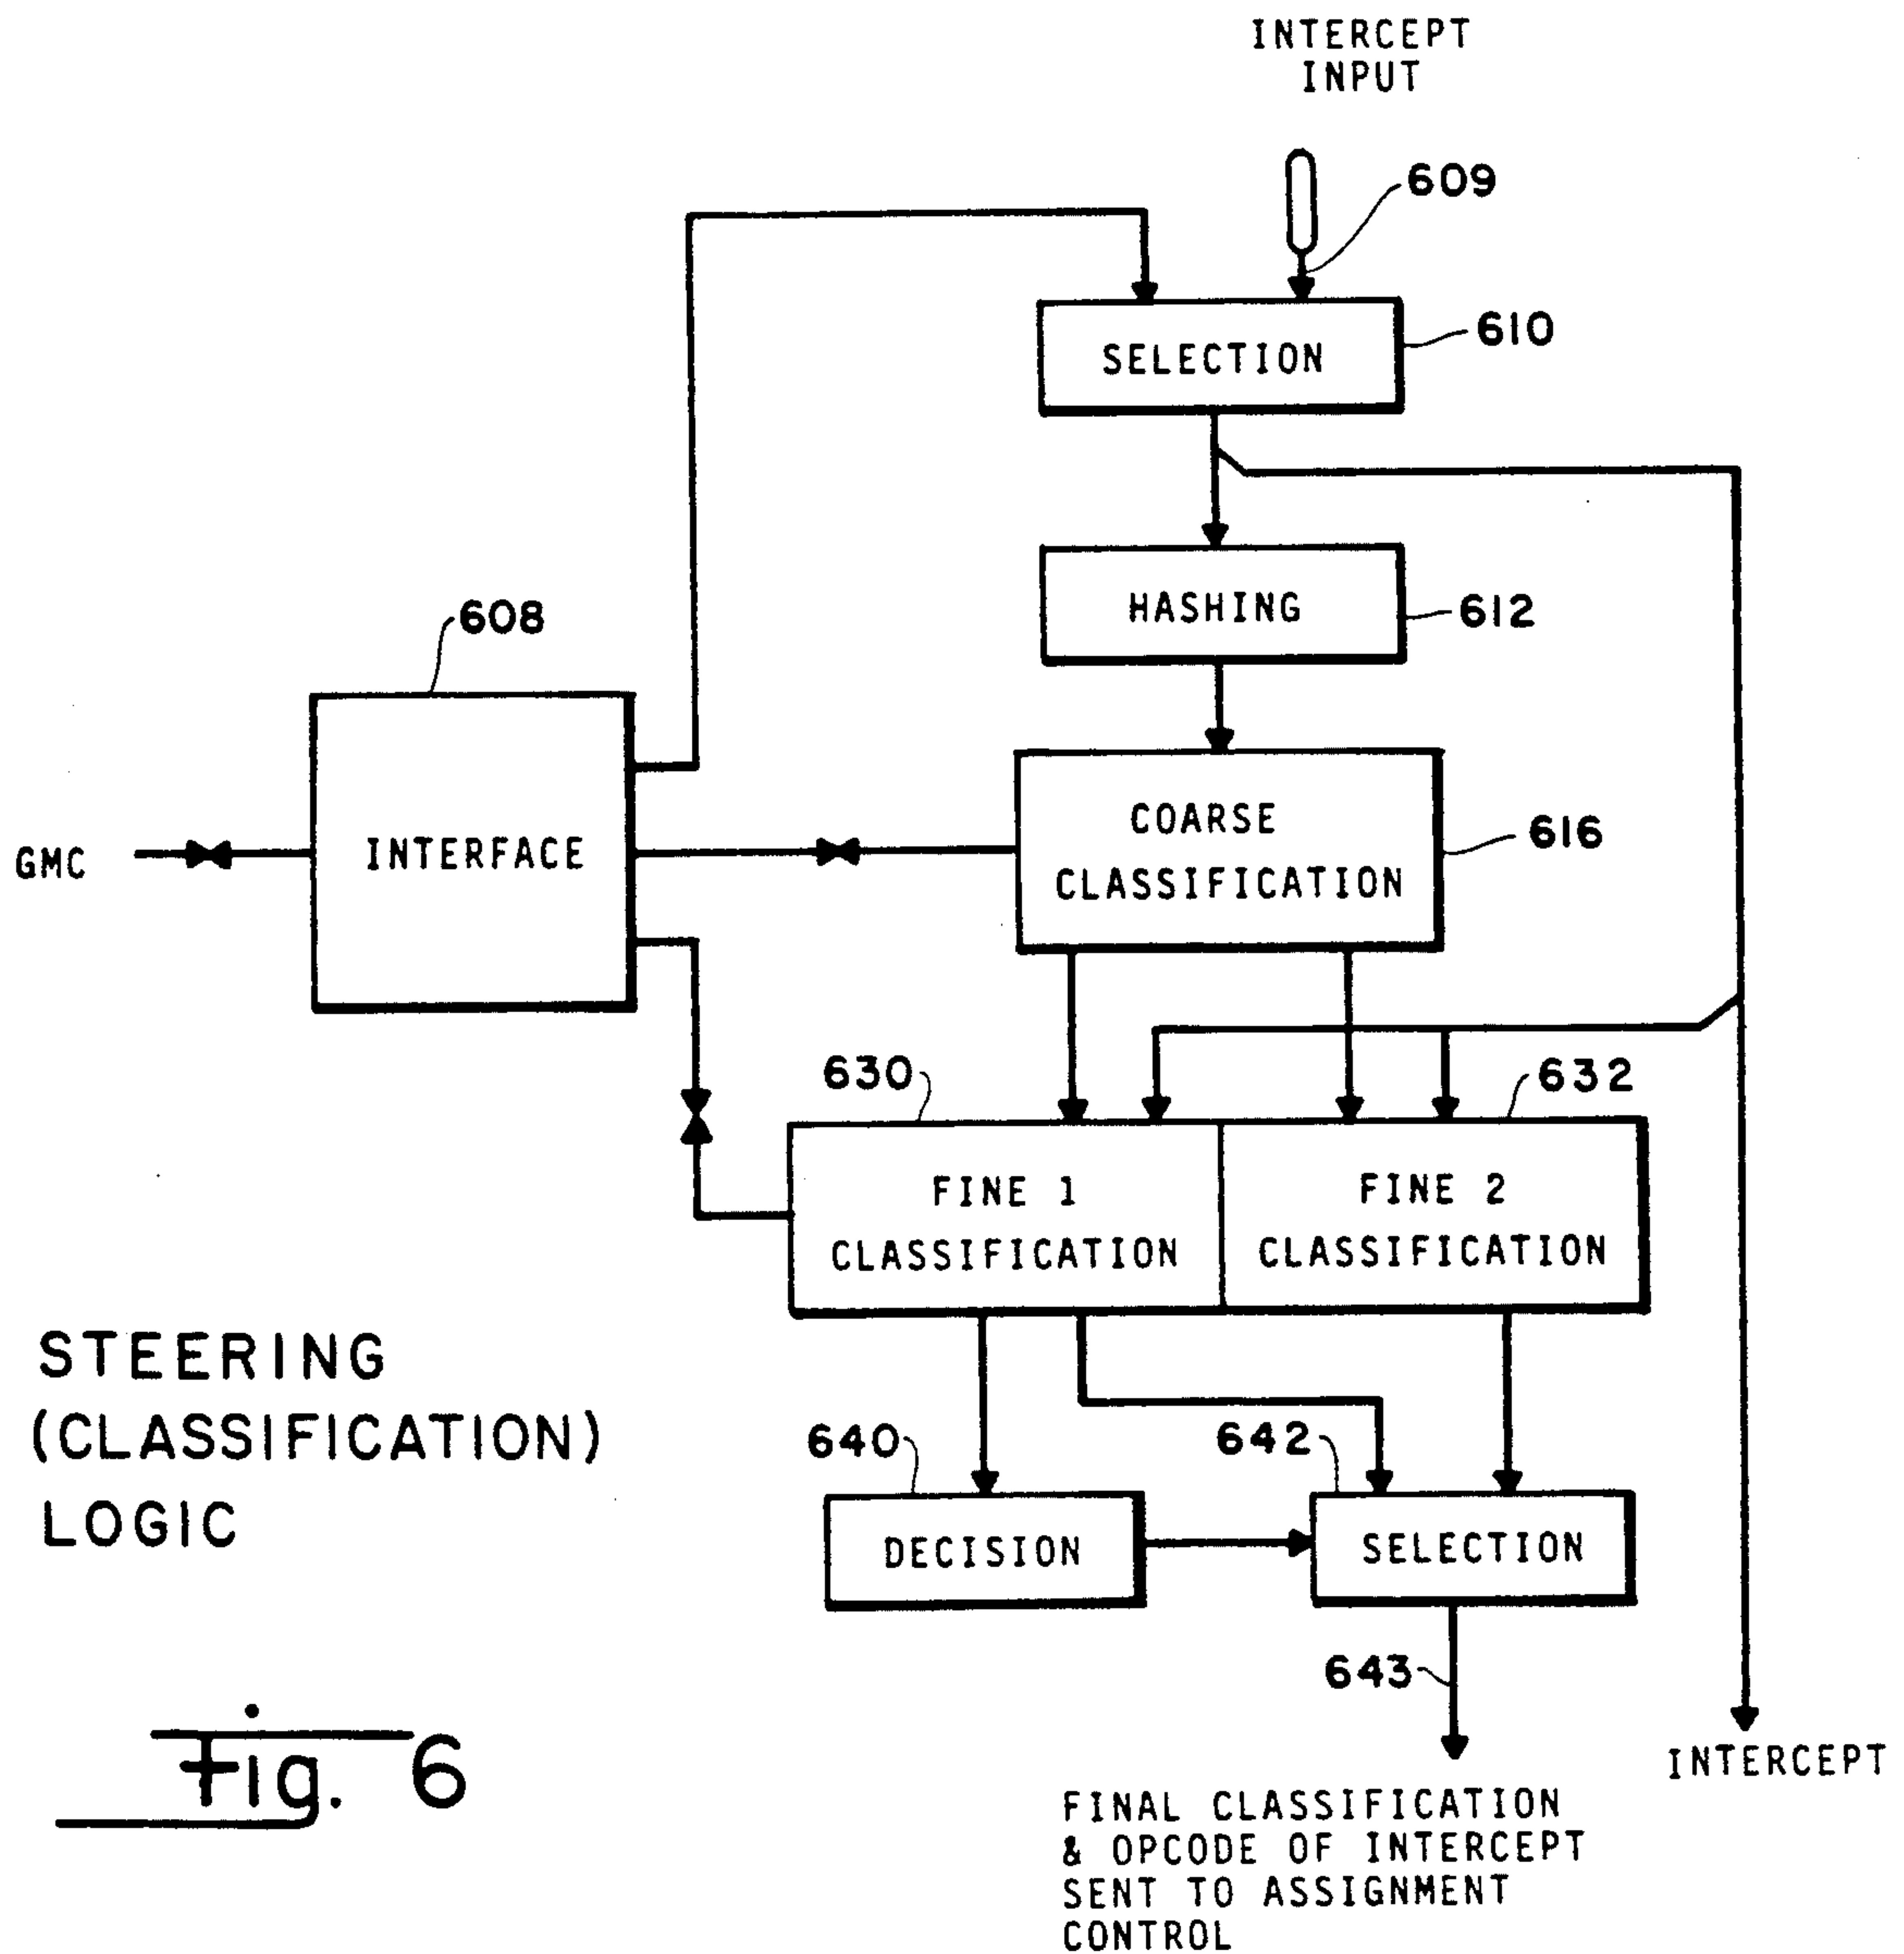 INTERCEPT
INPUT
609
610
SELECTION
HASHING
612
608
COARSE
CLASSIFICATION
616
GMC
INTERFACE
630
632
FINE 1
CLASSIFICATION
FINE 2
CLASSIFICATION
STEERING
(CLASSIFICATION)
LOGIC
640
642
DECISION
SELECTION
643
INTERCEPT
Fig. 6
FINAL CLASSIFICATION
& OPCODE OF INTERCEPT
SENT TO ASSIGNMENT
CONTROL